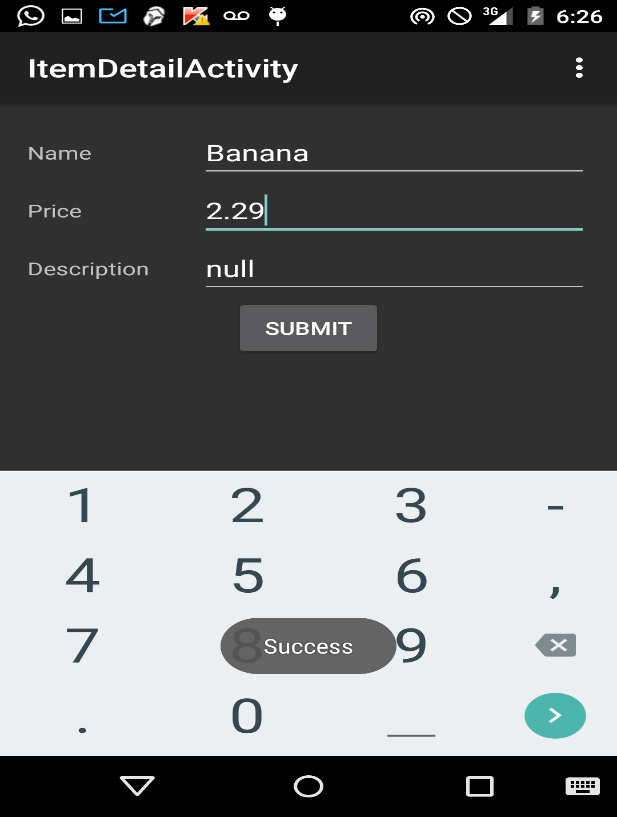 3G 6:26
ItemDetailActivity
Name Banana
Price 2.29
Description null
SUBMIT
1 2 3 -
4 5 6 ,
7 8 9
Success
. 0 _